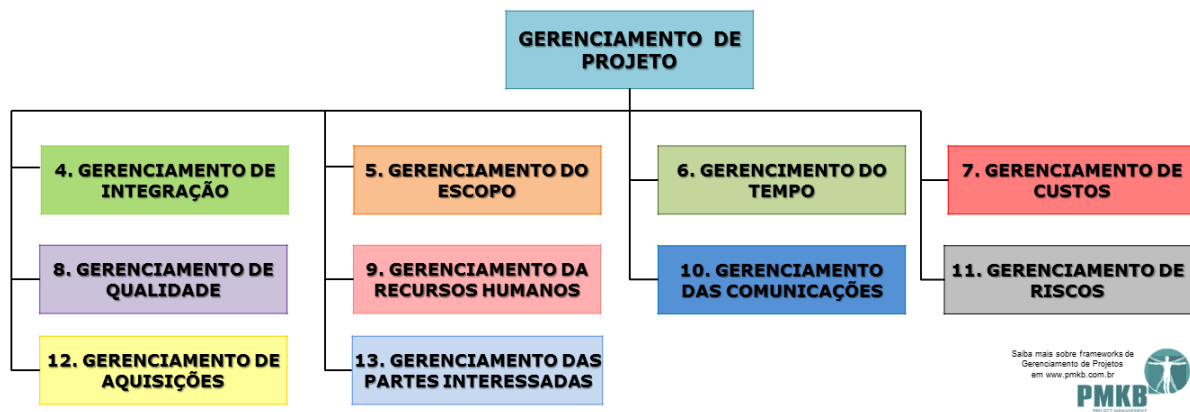 GERENCIAMENTO DE
PROJETO
4. GERENCIAMENTO DE
INTEGRAÇÃO
5. GERENCIAMENTO DO
ESCOPO
6. GERENCIMENTO DO
TEMPO
7. GERENCIAMENTO DE
CUSTOS
8. GERENCIAMENTO DE
QUALIDADE
9. GERENCIAMENTO DA
RECURSOS HUMANOS
10. GERENCIAMENTO
DAS COMUNICAÇÕES
11. GERENCIAMENTO DE
RISCOS
12. GERENCIAMENTO DE
AQUISIÇÕES
13. GERENCIAMENTO DAS
PARTES INTERESSADAS
Saiba mais sobre frameworks de
Gerenciamento de Projetos
em www.pmkb.com.br
PMKB
PROJECT MANAGEMENT